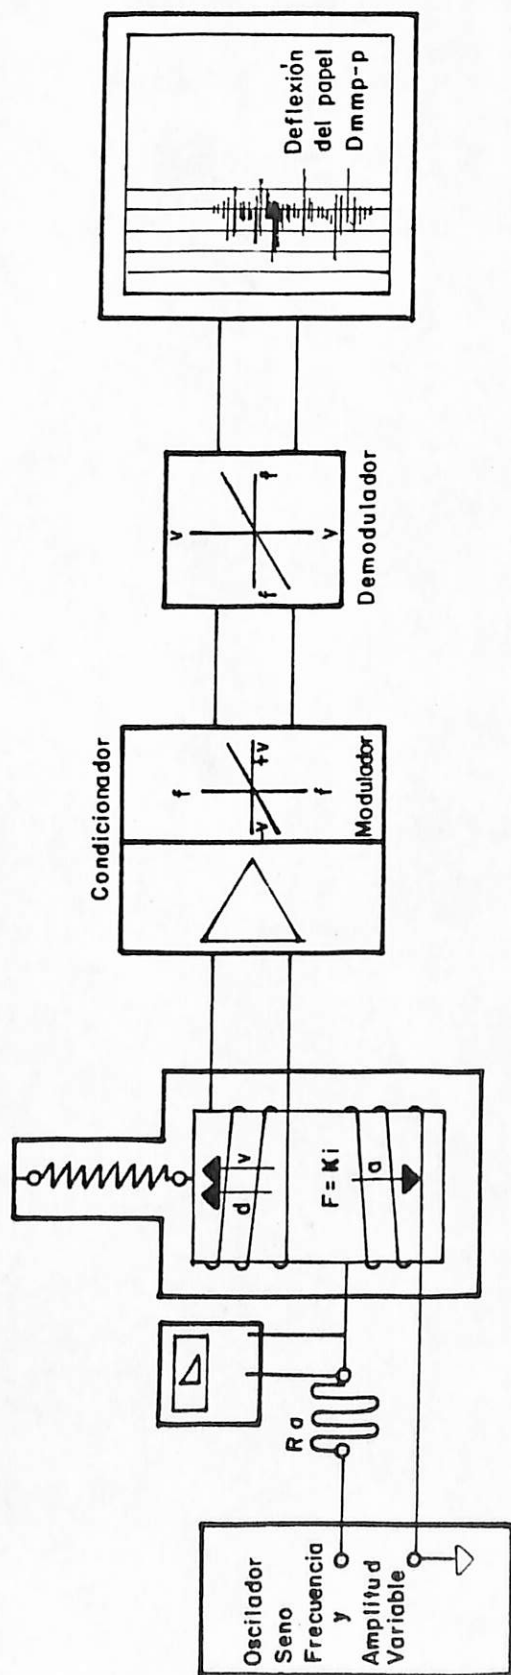 Oscilador
Seno
Frecuencia
y
Amplitud
Variable
Ra
d
v
F = Ki
a
Condicionador
f
-v
+v
f
Modulador
v
f
f
v
Demodulador
Deflexión
del papel
Dmmp-p